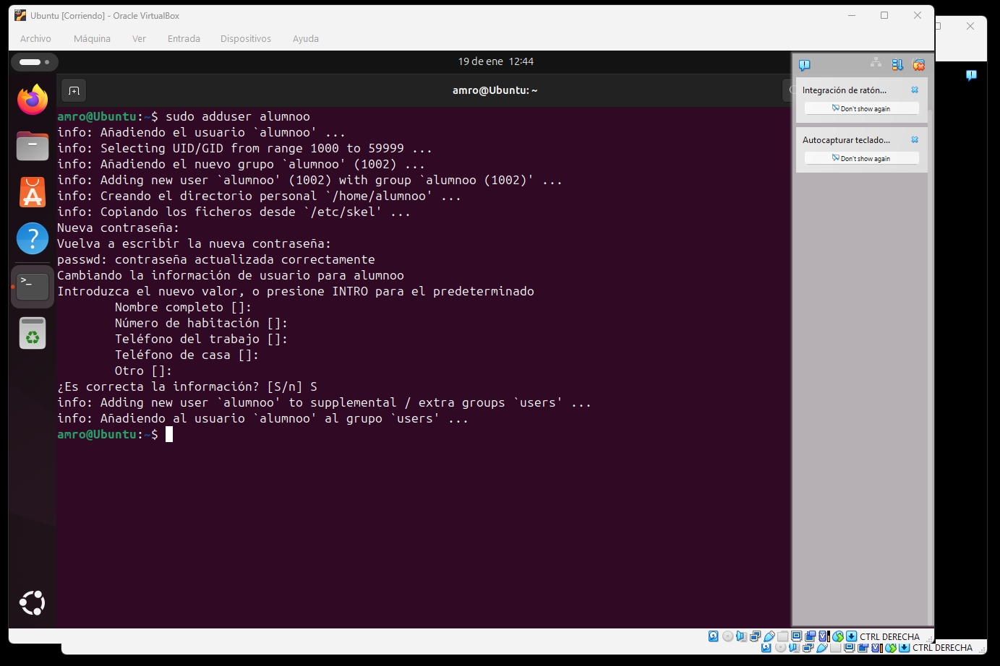 Ubuntu [Corriendo] - Oracle VirtualBox
Archivo Máquina Ver Entrada Dispositivos Ayuda
19 de ene 12:44
amro@Ubuntu: ~
Integración de ratón...
Don't show again
Autocapturar teclado...
Don't show again
amro@Ubuntu:~$ sudo adduser alumnoo
info: Añadiendo el usuario `alumnoo' ...
info: Selecting UID/GID from range 1000 to 59999 ...
info: Añadiendo el nuevo grupo `alumnoo' (1002) ...
info: Adding new user `alumnoo' (1002) with group `alumnoo (1002)' ...
info: Creando el directorio personal `/home/alumnoo' ...
info: Copiando los ficheros desde `/etc/skel' ...
Nueva contraseña:
Vuelva a escribir la nueva contraseña:
passwd: contraseña actualizada correctamente
Cambiando la información de usuario para alumnoo
Introduzca el nuevo valor, o presione INTRO para el predeterminado
Nombre completo []:
Número de habitación []:
Teléfono del trabajo []:
Teléfono de casa []:
Otro []:
¿Es correcta la información? [S/n] S
info: Adding new user `alumnoo' to supplemental / extra groups `users' ...
info: Añadiendo al usuario `alumnoo' al grupo `users' ...
amro@Ubuntu:~$
CTRL DERECHA
CTRL DERECHA